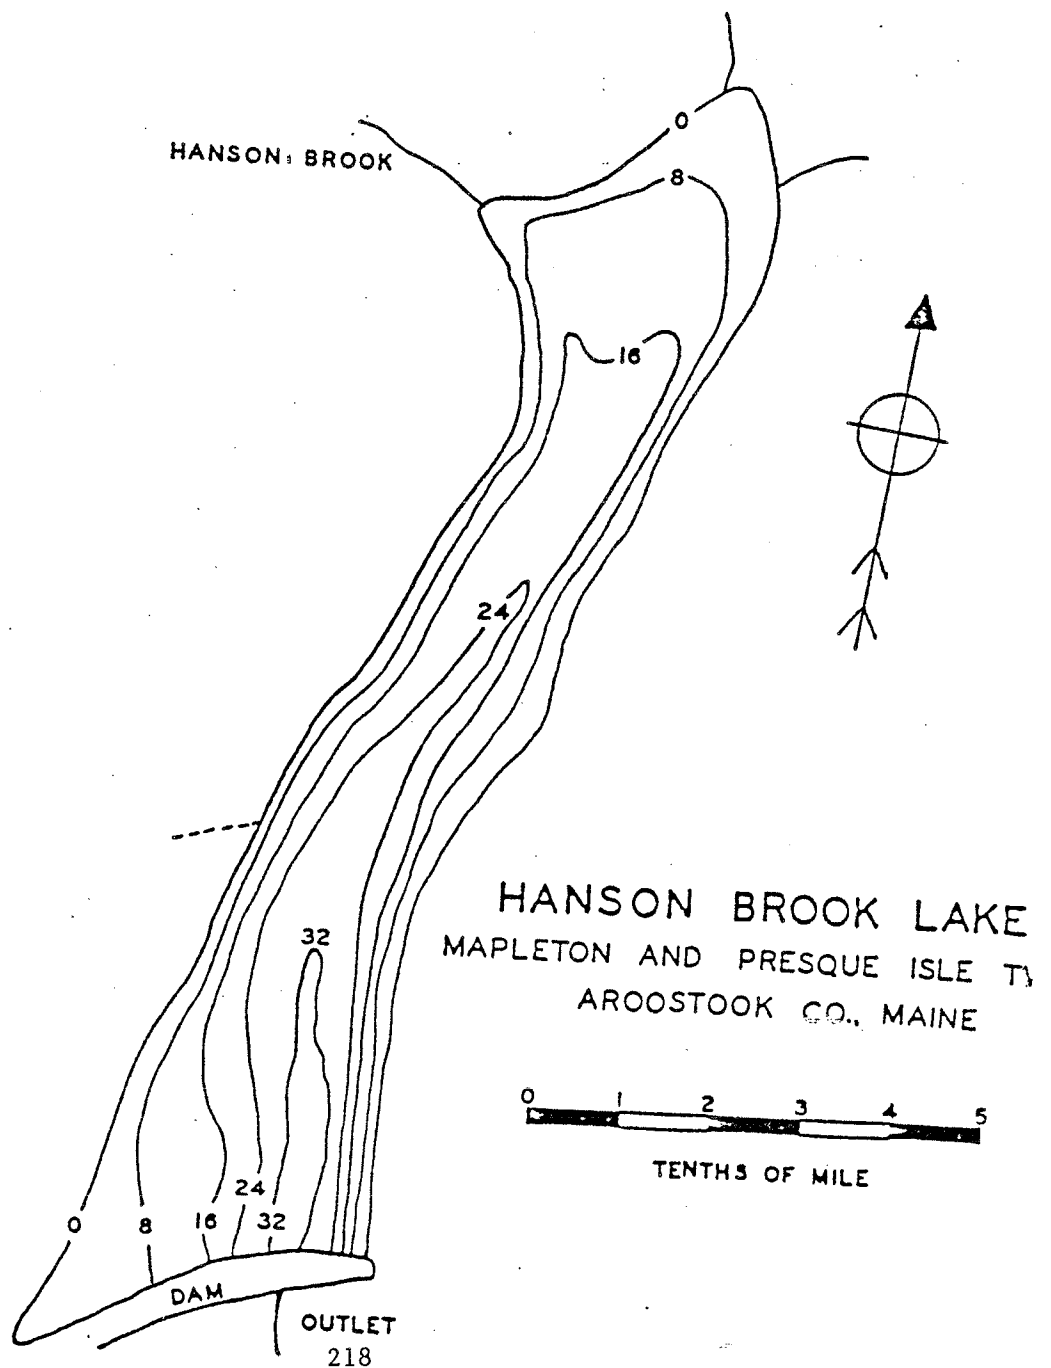 0
HANSON BROOK
8
16
24
32
HANSON BROOK LAKE
MAPLETON AND PRESQUE ISLE
AROOSTOOK CO., MAINE
0 1 2 3 4 5
TENTHS OF MILE
24
0 8 16 32
DAM
OUTLET
218